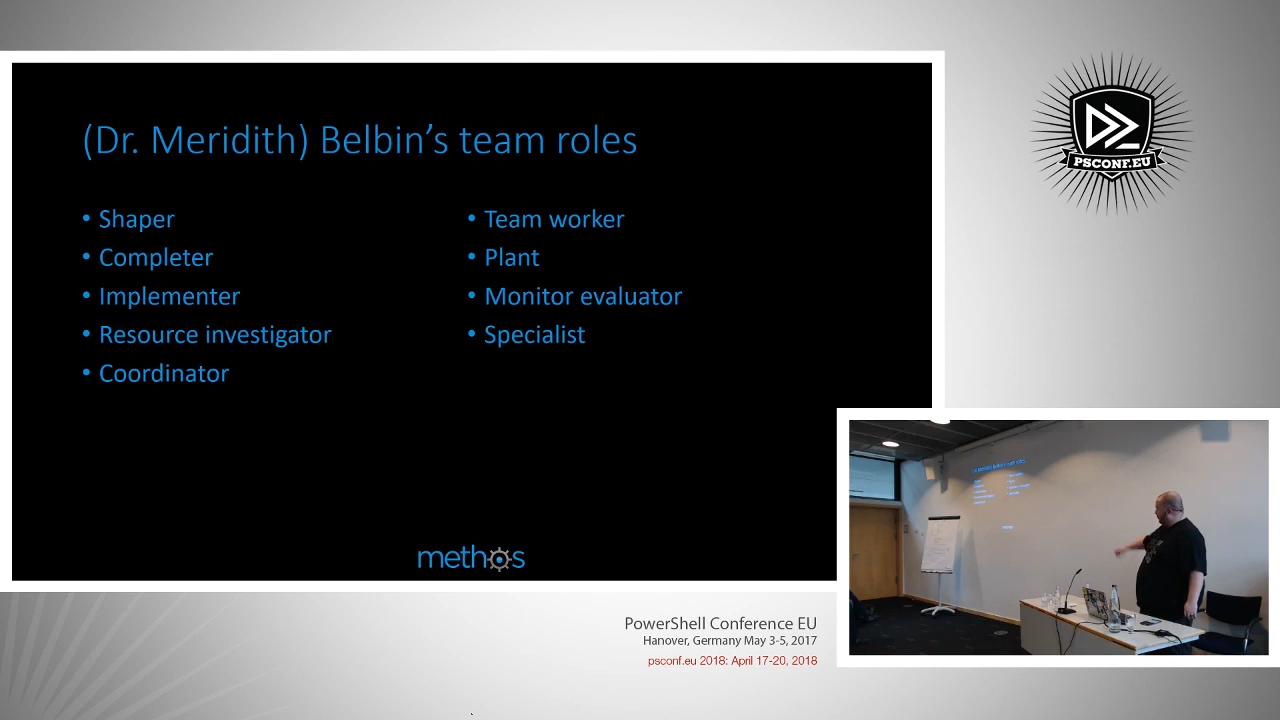 (Dr. Meridith) Belbin's team roles
• Shaper
• Completer
• Implementer
• Resource investigator
• Coordinator
• Team worker
• Plant
• Monitor evaluator
• Specialist
methos
PSCONF.EU
PowerShell Conference EU
Hanover, Germany May 3-5, 2017
psconf.eu 2018: April 17-20, 2018